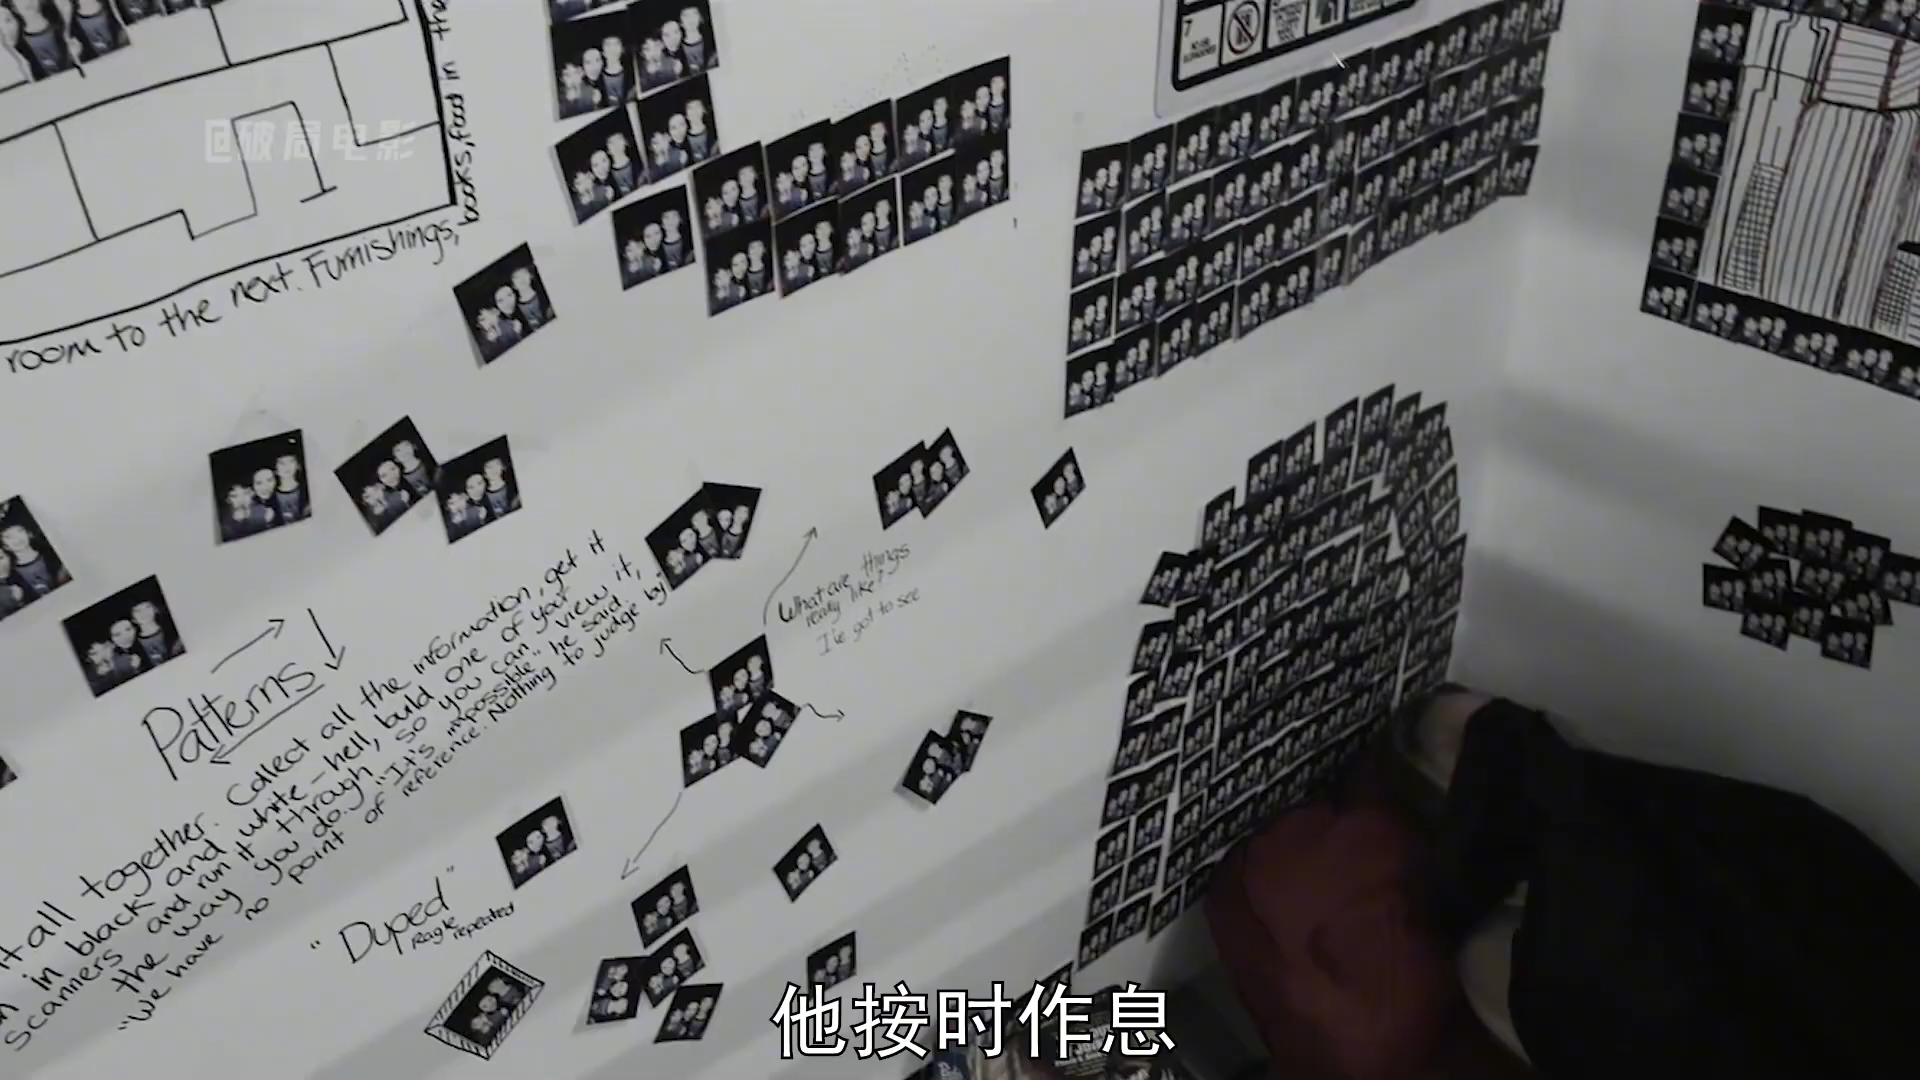 @破局电影
books, food in the
room to the next. Furnishings,
Patterns
it all together. Collect all the information, get it
in black and white - hell, build one of your
scanners and run it through so you can view it,
the way you do." "It's impossible," he said.
"We have no point of reference. Nothing to judge by"
What are things
really like?
I've got to see
"Duped"
Ragle repeated
7
他按时作息